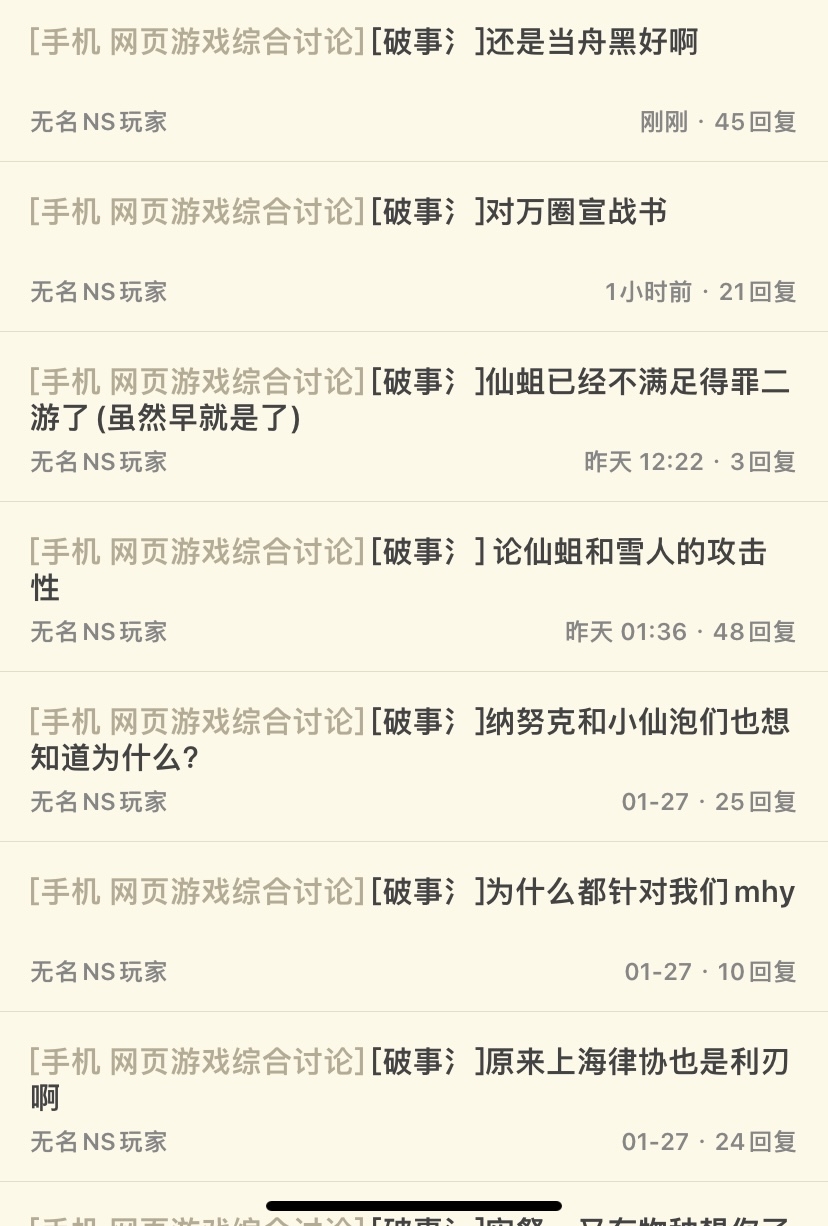 [手机 网页游戏综合讨论] [破事氵]还是当舟黑好啊
无名NS玩家 刚刚 · 45回复
[手机 网页游戏综合讨论] [破事氵]对万圈宣战书
无名NS玩家 1小时前 · 21回复
[手机 网页游戏综合讨论] [破事氵]仙蛆已经不满足得罪二
游了 (虽然早就是了)
无名NS玩家 昨天 12:22 · 3回复
[手机 网页游戏综合讨论] [破事氵] 论仙蛆和雪人的攻击
性
无名NS玩家 昨天 01:36 · 48回复
[手机 网页游戏综合讨论] [破事氵]纳努克和小仙泡们也想
知道为什么?
无名NS玩家 01-27 · 25回复
[手机 网页游戏综合讨论] [破事氵]为什么都针对我们mhy
无名NS玩家 01-27 · 10回复
[手机 网页游戏综合讨论] [破事氵]原来上海律协也是利刃
啊
无名NS玩家 01-27 · 24回复